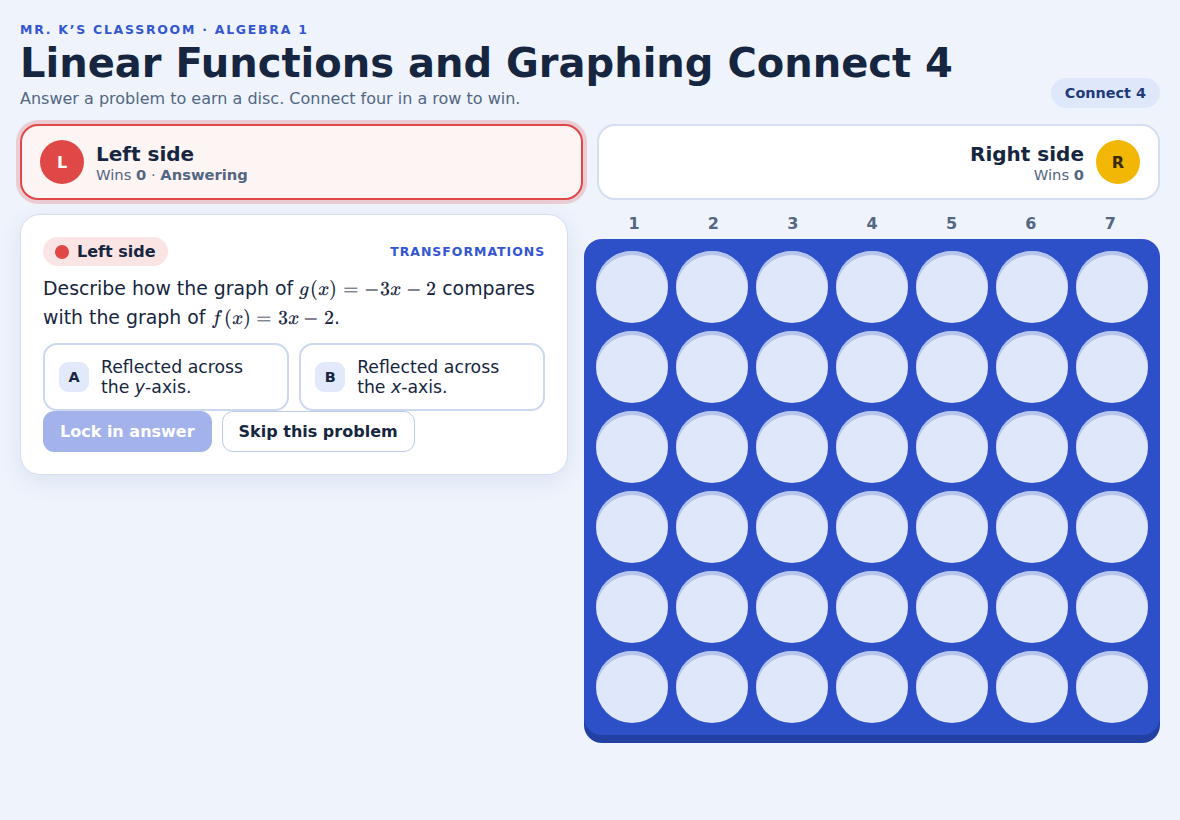 MR. K’S CLASSROOM · ALGEBRA 1
Linear Functions and Graphing Connect 4
Answer a problem to earn a disc. Connect four in a row to win.
Connect 4
L
Left side
Wins 0 · Answering
Right side
Wins 0
R
Left side
TRANSFORMATIONS
Describe how the graph of g(x) = −3x − 2 compares
with the graph of f(x) = 3x − 2.
A
Reflected across
the y-axis.
B
Reflected across
the x-axis.
Lock in answer
Skip this problem
1 2 3 4 5 6 7